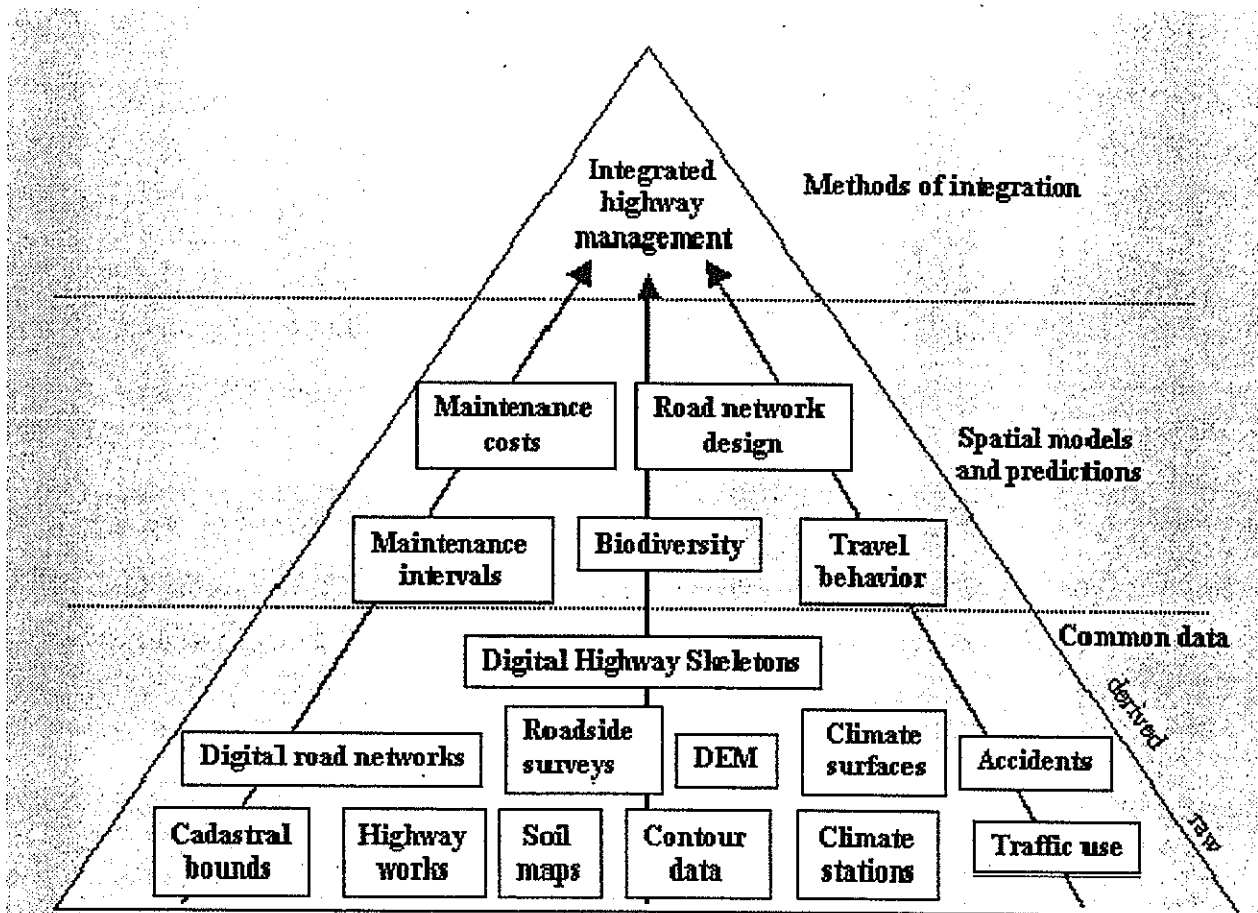 Integrated
highway
management
Methods of integration
Maintenance
costs
Road network
design
Spatial models
and predictions
Maintenance
intervals
Biodiversity
Travel
behavior
Common data
Digital Highway Skeletons
derived
Digital road networks
Roadside
surveys
DEM
Climate
surfaces
Accidents
Cadastral
bounds
Highway
works
Soil
maps
Contour
data
Climate
stations
Traffic use
raw